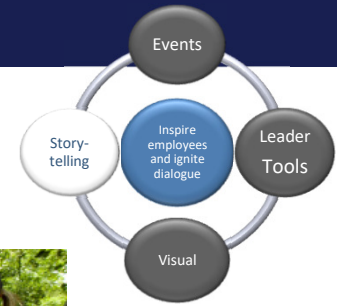 Events
Story-
telling
Inspire
employees
and ignite
dialogue
Leader
Tools
Visual